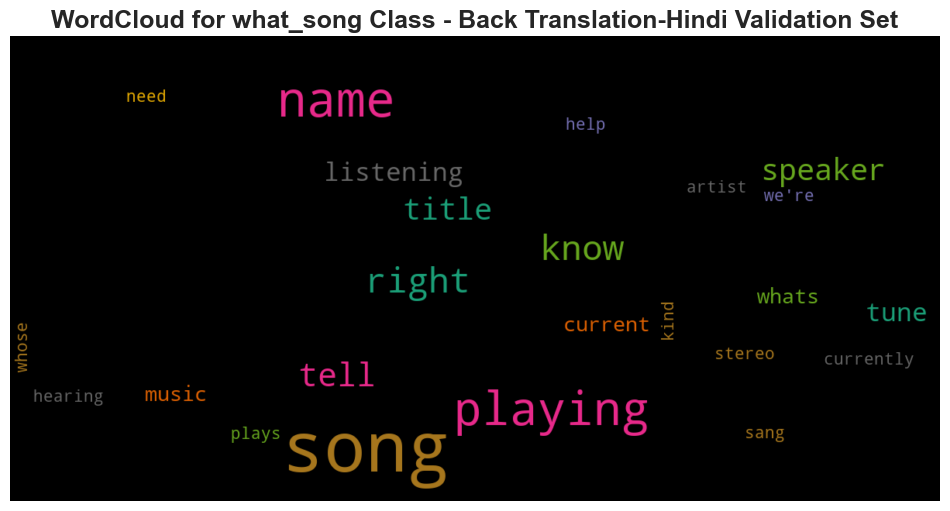 WordCloud for what_song Class - Back Translation-Hindi Validation Set
need
name
help
listening
speaker
artist
we're
title
know
right
whats
tune
current
kind
whose
stereo
currently
tell
hearing
music
playing
plays
song
sang